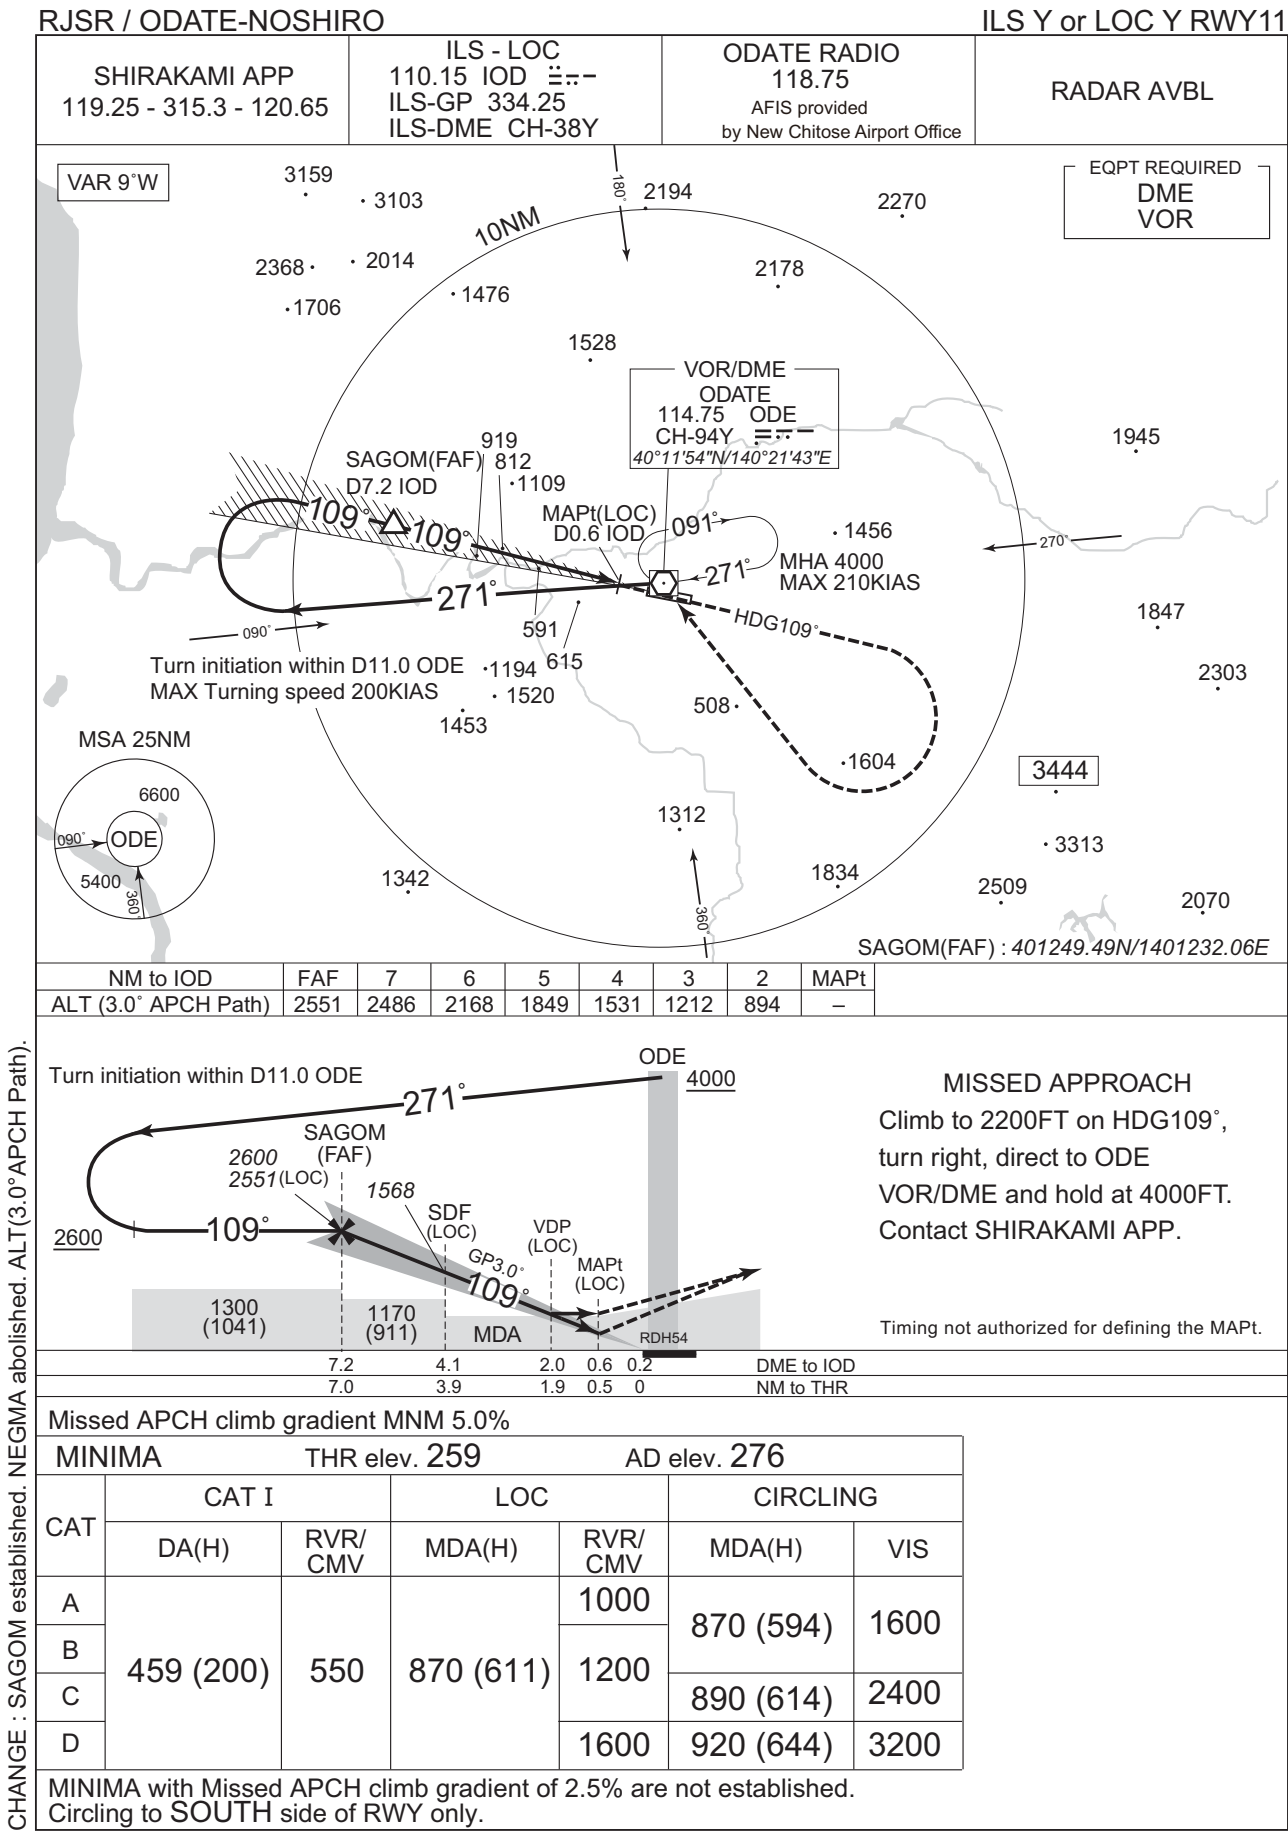 RJSR / ODATE-NOSHIRO
ILS Y or LOC Y RWY11
SHIRAKAMI APP
119.25 - 315.3 - 120.65
ILS - LOC
110.15 IOD
ILS-GP 334.25
ILS-DME CH-38Y
ODATE RADIO
118.75
AFIS provided
by New Chitose Airport Office
RADAR AVBL
VAR 9°W
EQPT REQUIRED
DME
VOR
3159
3103
180°
2194
2270
10NM
2368
2014
2178
1706
1476
1528
VOR/DME
ODATE
114.75 ODE
CH-94Y
40°11'54"N/140°21'43"E
1945
919
812
SAGOM(FAF)
D7.2 IOD
1109
109°
109°
MAPt(LOC)
D0.6 IOD
091°
1456
270°
271°
MHA 4000
MAX 210KIAS
271°
HDG109°
090°
591
615
1847
Turn initiation within D11.0 ODE
MAX Turning speed 200KIAS
1194
1520
1453
508
2303
MSA 25NM
6600
090°
ODE
5400
360°
1604
3444
1312
3313
1342
1834
2509
2070
360°
SAGOM(FAF) : 401249.49N/1401232.06E
NM to IOD FAF 7 6 5 4 3 2 MAPt
ALT (3.0° APCH Path) 2551 2486 2168 1849 1531 1212 894 –
Turn initiation within D11.0 ODE
ODE
4000
271°
SAGOM
(FAF)
2600
2551(LOC)
1568
SDF
(LOC)
VDP
(LOC)
MAPt
(LOC)
2600
109°
GP3.0°
109°
1300
(1041)
1170
(911)
MDA
RDH54
7.2 4.1 2.0 0.6 0.2 DME to IOD
7.0 3.9 1.9 0.5 0 NM to THR
MISSED APPROACH
Climb to 2200FT on HDG109°,
turn right, direct to ODE
VOR/DME and hold at 4000FT.
Contact SHIRAKAMI APP.
Timing not authorized for defining the MAPt.
Missed APCH climb gradient MNM 5.0%
MINIMA THR elev. 259 AD elev. 276
CAT
CAT I
LOC
CIRCLING
DA(H)
RVR/
CMV
MDA(H)
RVR/
CMV
MDA(H)
VIS
A
B
C
D
459 (200)
550
870 (611)
1000
1200
1600
870 (594)
1600
890 (614)
2400
920 (644)
3200
MINIMA with Missed APCH climb gradient of 2.5% are not established.
Circling to SOUTH side of RWY only.
CHANGE : SAGOM established. NEGMA abolished. ALT(3.0°APCH Path).